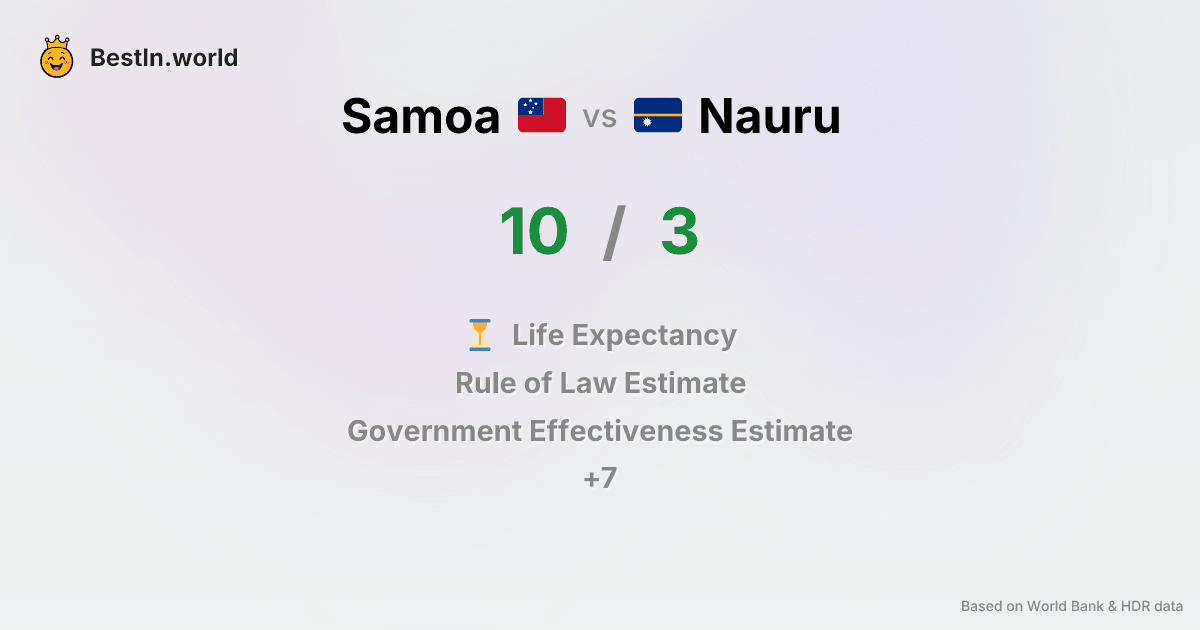 BestIn.world
Samoa vs Nauru
10 / 3
Life Expectancy
Rule of Law Estimate
Government Effectiveness Estimate
+7
Based on World Bank & HDR data